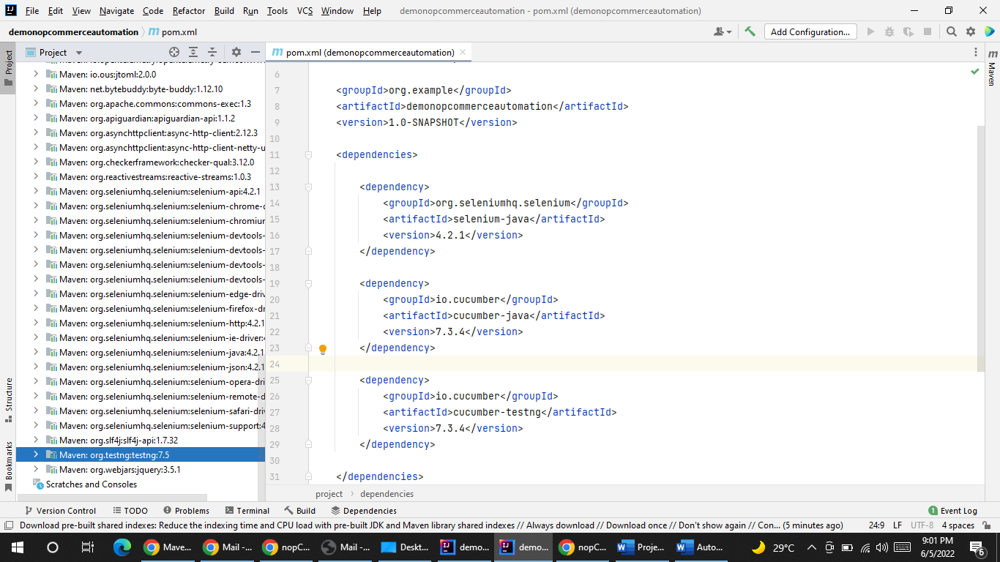 File Edit View Navigate Code Refactor Build Run Tools VCS Window Help demonopcommerceautomation - pom.xml (demonopcommerceautomation)
demonopcommerceautomation m pom.xml Add Configuration...
Project
Project
pom.xml (demonopcommerceautomation)
Maven
Maven: io.ous:jtoml:2.0.0
Maven: net.bytebuddy:byte-buddy:1.12.10
Maven: org.apache.commons:commons-exec:1.3
Maven: org.apiguardian:apiguardian-api:1.1.2
Maven: org.asynchttpclient:async-http-client:2.12.3
Maven: org.asynchttpclient:async-http-client-netty-u
Maven: org.checkerframework:checker-qual:3.12.0
Maven: org.reactivestreams:reactive-streams:1.0.3
Maven: org.seleniumhq.selenium:selenium-api:4.2.1
Maven: org.seleniumhq.selenium:selenium-chrome-d
Maven: org.seleniumhq.selenium:selenium-chromium
Maven: org.seleniumhq.selenium:selenium-devtools-
Maven: org.seleniumhq.selenium:selenium-devtools-
Maven: org.seleniumhq.selenium:selenium-devtools-
Maven: org.seleniumhq.selenium:selenium-devtools-
Maven: org.seleniumhq.selenium:selenium-edge-driv
Maven: org.seleniumhq.selenium:selenium-firefox-dr
Maven: org.seleniumhq.selenium:selenium-http:4.2.1
Maven: org.seleniumhq.selenium:selenium-ie-driver:4
Maven: org.seleniumhq.selenium:selenium-java:4.2.1
Maven: org.seleniumhq.selenium:selenium-json:4.2.1
Maven: org.seleniumhq.selenium:selenium-opera-dri
Maven: org.seleniumhq.selenium:selenium-remote-d
Maven: org.seleniumhq.selenium:selenium-safari-driv
Maven: org.seleniumhq.selenium:selenium-support:4
Maven: org.slf4j:slf4j-api:1.7.32
Maven: org.testng:testng:7.5
Maven: org.webjars:jquery:3.5.1
Scratches and Consoles
Structure
Bookmarks
6
7 <groupId>org.example</groupId>
8 <artifactId>demonopcommerceautomation</artifactId>
9 <version>1.0-SNAPSHOT</version>
10
11 <dependencies>
12
13 <dependency>
14 <groupId>org.seleniumhq.selenium</groupId>
15 <artifactId>selenium-java</artifactId>
16 <version>4.2.1</version>
17 </dependency>
18
19 <dependency>
20 <groupId>io.cucumber</groupId>
21 <artifactId>cucumber-java</artifactId>
22 <version>7.3.4</version>
23 </dependency>
24
25 <dependency>
26 <groupId>io.cucumber</groupId>
27 <artifactId>cucumber-testng</artifactId>
28 <version>7.3.4</version>
29 </dependency>
30
31 </dependencies>
project dependencies
Version Control TODO Problems Terminal Build Dependencies 1 Event Log
Download pre-built shared indexes: Reduce the indexing time and CPU load with pre-built JDK and Maven library shared indexes // Always download // Download once // Don't show again // Con... (5 minutes ago) 24:9 LF UTF-8 4 spaces
Mave... Mail -... nopC... Mail -... Deskt... demo... demo... nopC... Proje... Auto... 29°C 9:01 PM
6/5/2022 6